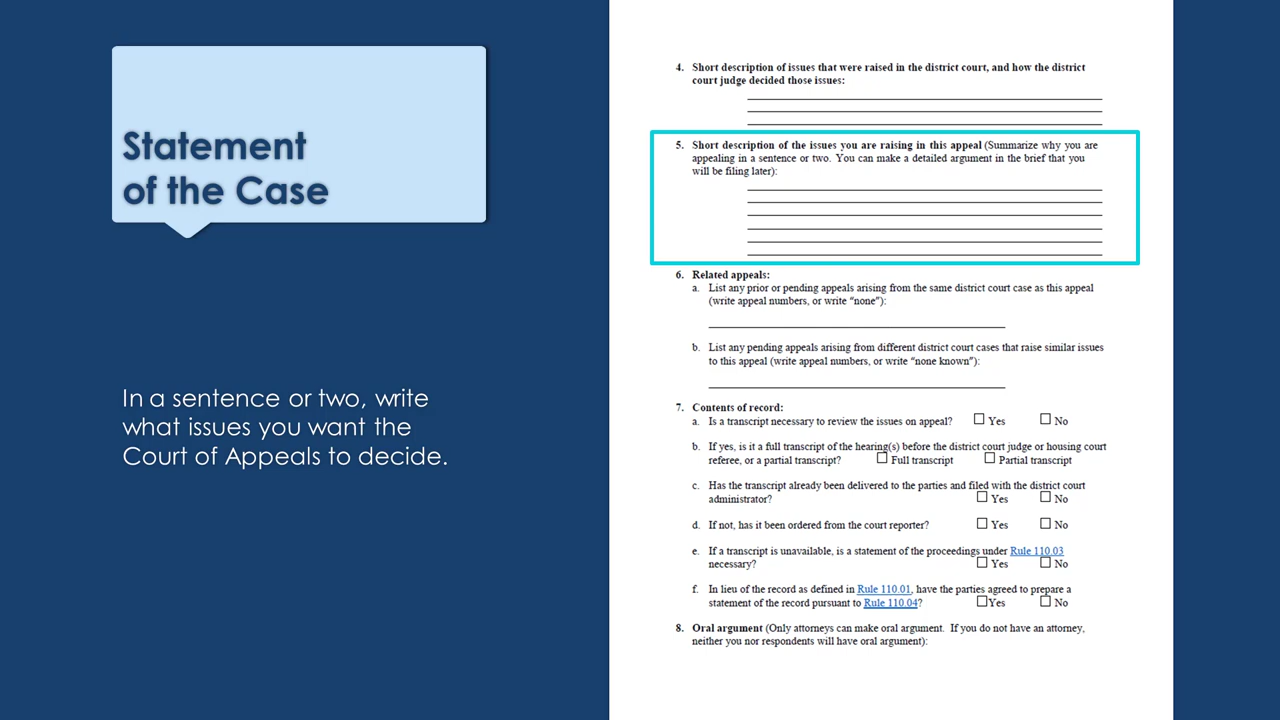 Statement
of the Case
In a sentence or two, write
what issues you want the
Court of Appeals to decide.
4. Short description of issues that were raised in the district court, and how the district
court judge decided those issues:
5. Short description of the issues you are raising in this appeal (Summarize why you are
appealing in a sentence or two. You can make a detailed argument in the brief that you
will be filing later):
6. Related appeals:
a. List any prior or pending appeals arising from the same district court case as this appeal
(write appeal numbers, or write “none”):
b. List any pending appeals arising from different district court cases that raise similar issues
to this appeal (write appeal numbers, or write “none known”):
7. Contents of record:
a. Is a transcript necessary to review the issues on appeal? ☐ Yes ☐ No
b. If yes, is it a full transcript of the hearing(s) before the district court judge or housing court
referee, or a partial transcript? ☐ Full transcript ☐ Partial transcript
c. Has the transcript already been delivered to the parties and filed with the district court
administrator? ☐ Yes ☐ No
d. If not, has it been ordered from the court reporter? ☐ Yes ☐ No
e. If a transcript is unavailable, is a statement of the proceedings under Rule 110.03
necessary? ☐ Yes ☐ No
f. In lieu of the record as defined in Rule 110.01, have the parties agreed to prepare a
statement of the record pursuant to Rule 110.04? ☐Yes ☐ No
8. Oral argument (Only attorneys can make oral argument. If you do not have an attorney,
neither you nor respondents will have oral argument):